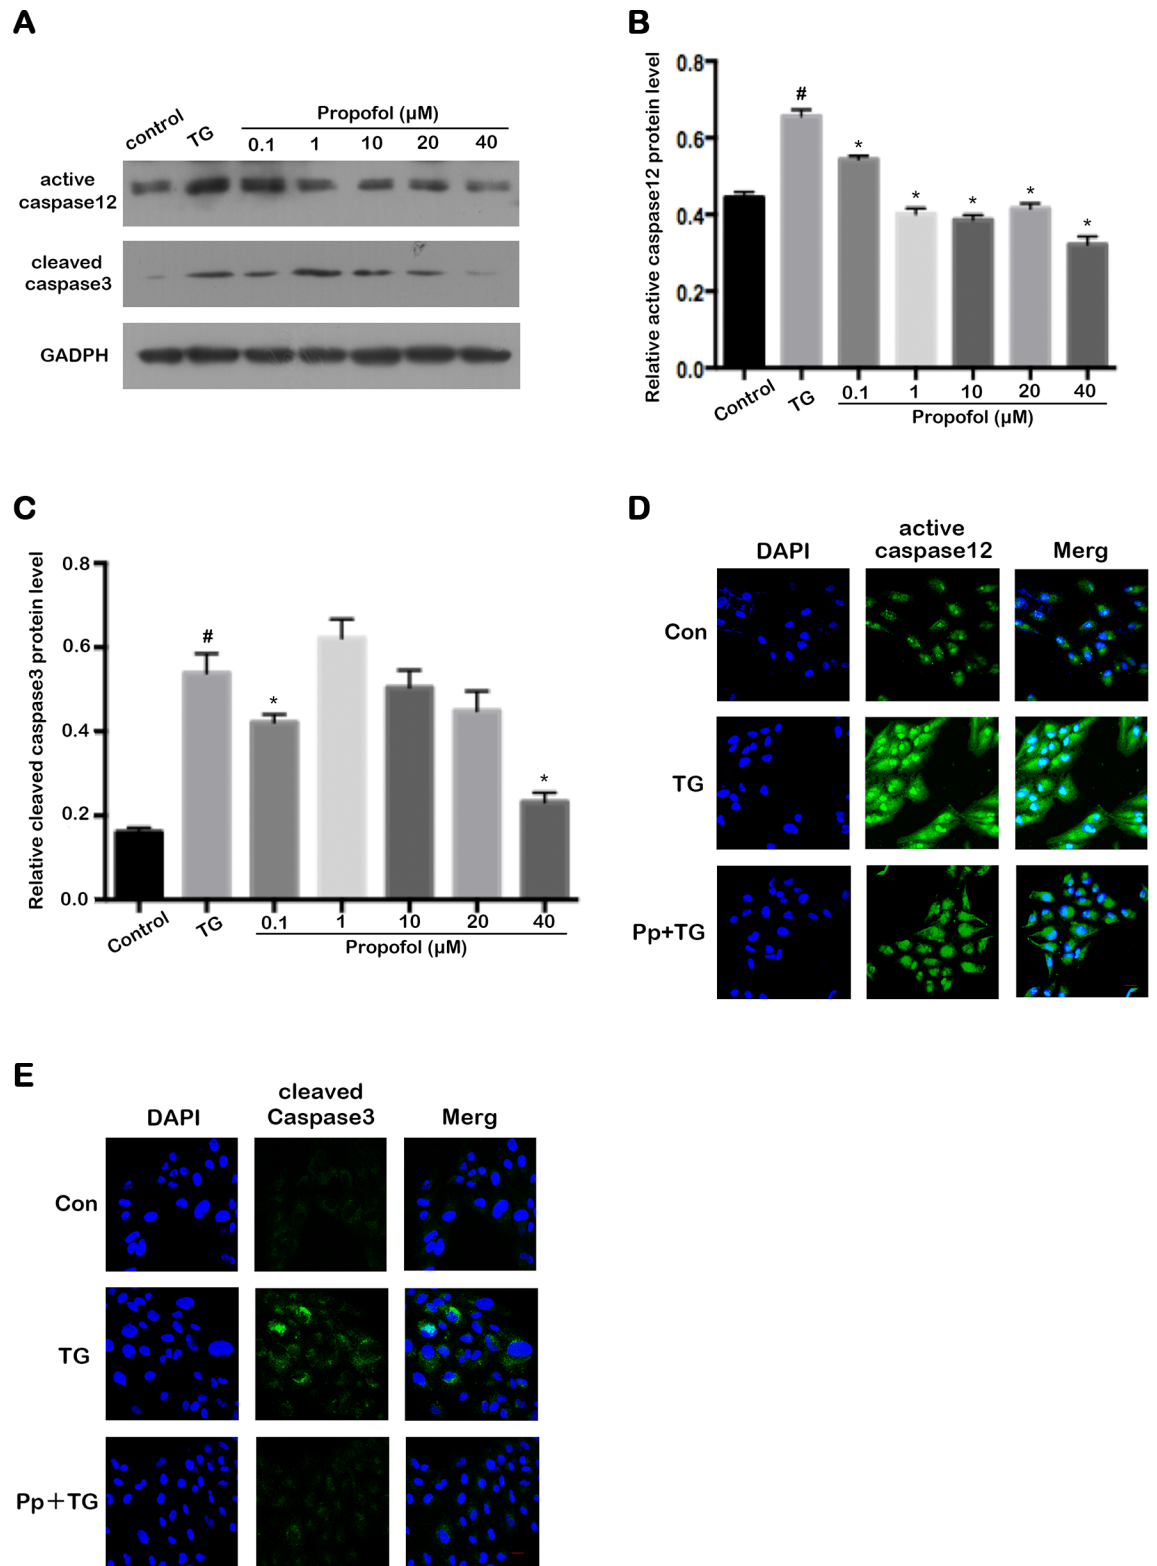 A
Propofol (µM)
control
TG
0.1
1
10
20
40
active
caspase12
cleaved
caspase3
GADPH
B
Relative active caspase12 protein level
0.8
0.6
0.4
0.2
0.0
#
*
*
*
*
*
Control
TG
0.1
1
10
20
40
Propofol (µM)
C
Relative cleaved caspase3 protein level
0.8
0.6
0.4
0.2
0.0
#
*
*
Control
TG
0.1
1
10
20
40
Propofol (µM)
D
DAPI
active
caspase12
Merg
Con
TG
Pp+TG
E
DAPI
cleaved
Caspase3
Merg
Con
TG
Pp+TG